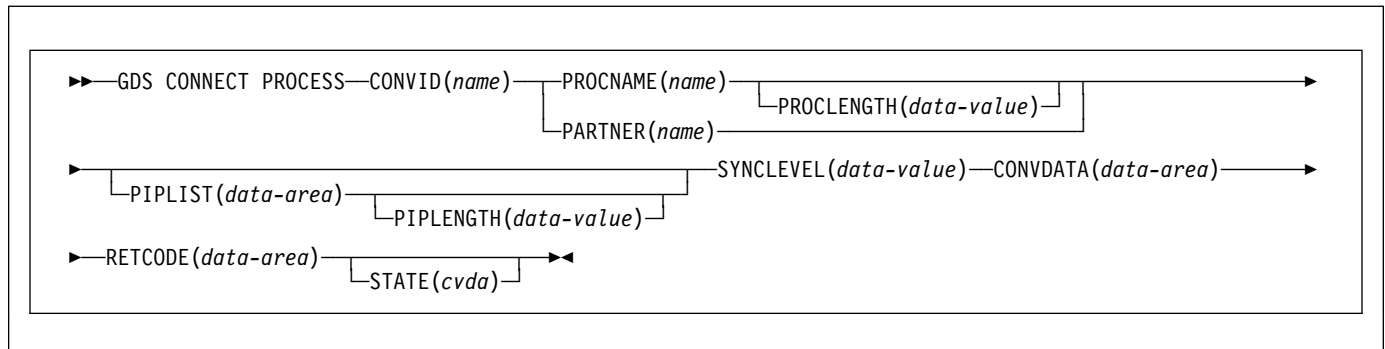 GDS CONNECT PROCESS CONVID(name) PROCNAME(name)
PROCLENGTH(data-value)
PARTNER(name)
SYNCLEVEL(data-value) CONVDATA(data-area)
PIPLIST(data-area)
PIPLENGTH(data-value)
RETCODE(data-area)
STATE(cvda)